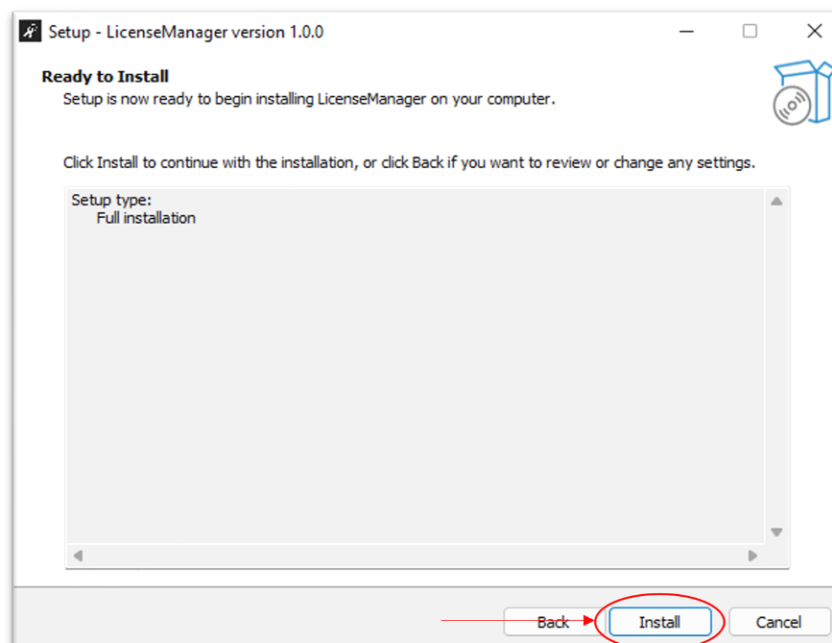 Setup - LicenseManager version 1.0.0
Ready to Install
Setup is now ready to begin installing LicenseManager on your computer.
Click Install to continue with the installation, or click Back if you want to review or change any settings.
Setup type:
Full installation
Back Install Cancel